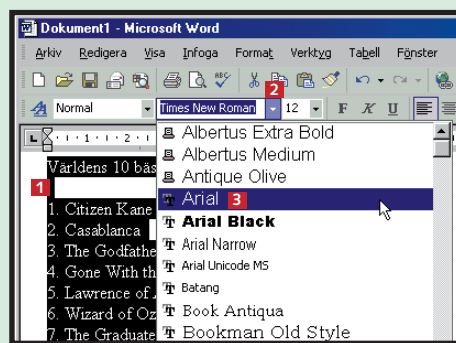 Dokument1 - Microsoft Word
Arkiv Redigera Visa Infoga Format Verktyg Tabell Fönster
2
Normal Times New Roman 12 F K U
1 1 2
Världens 10 bäs
1
1. Citizen Kane
2. Casablanca
3. The Godfathe
4. Gone With th
5. Lawrence of
6. Wizard of Oz
7. The Graduate
Albertus Extra Bold
Albertus Medium
Antique Olive
Arial 3
Arial Black
Arial Narrow
Arial Unicode MS
Batang
Book Antiqua
Bookman Old Style